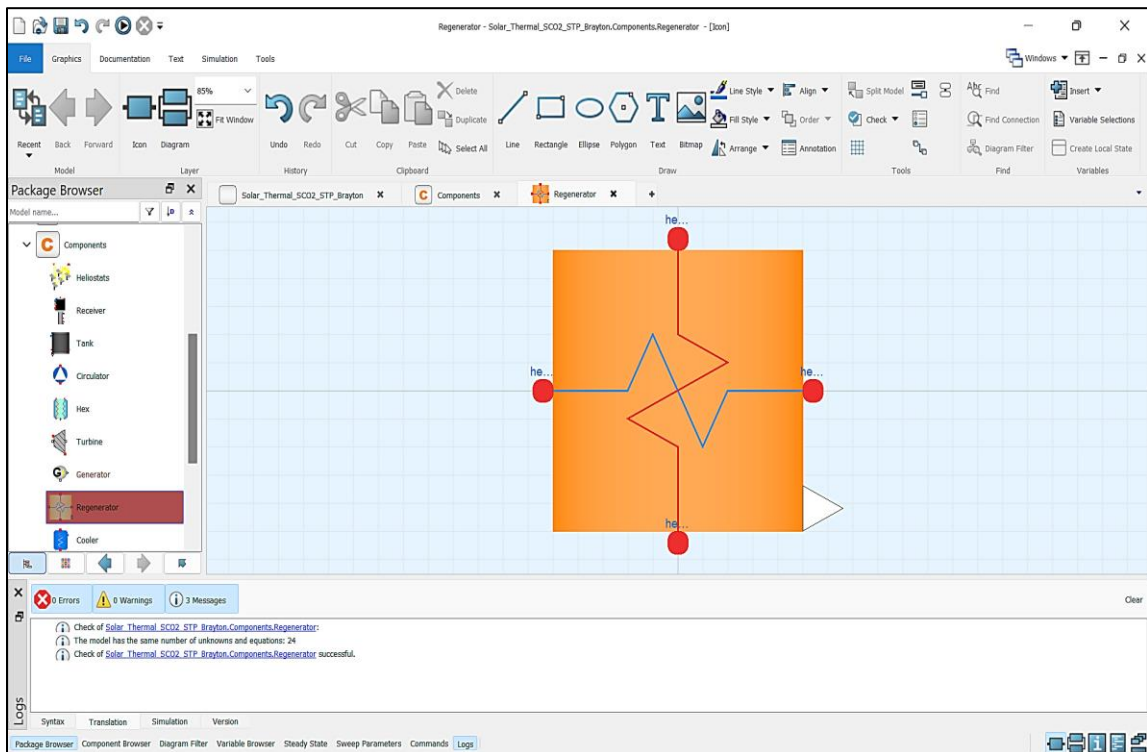 Regenerator - Solar_Thermal_SCO2_STP_Brayton.Components.Regenerator - [Icon]
File Graphics Documentation Text Simulation Tools
Windows
85%
Fit Window
Delete
Duplicate
Select All
Line Style
Fill Style
Arrange
Align
Order
Annotation
Split Model
Check
Find
Find Connection
Diagram Filter
Insert
Variable Selections
Create Local State
Recent Back Forward Icon Diagram Undo Redo Cut Copy Paste Line Rectangle Ellipse Polygon Text Bitmap
Model Layer History Clipboard Draw Tools Find Variables
Package Browser
Model name...
Solar_Thermal_SCO2_STP_Brayton
Components
Regenerator
Components
Heliostats
Receiver
Tank
Circulator
Hex
Turbine
Generator
Regenerator
Cooler
he...
he...
he...
he...
0 Errors 0 Warnings 3 Messages Clear
Check of Solar_Thermal_SCO2_STP_Brayton.Components.Regenerator:
The model has the same number of unknowns and equations: 24
Check of Solar_Thermal_SCO2_STP_Brayton.Components.Regenerator successful.
Logs
Syntax Translation Simulation Version
Package Browser Component Browser Diagram Filter Variable Browser Steady State Sweep Parameters Commands Logs